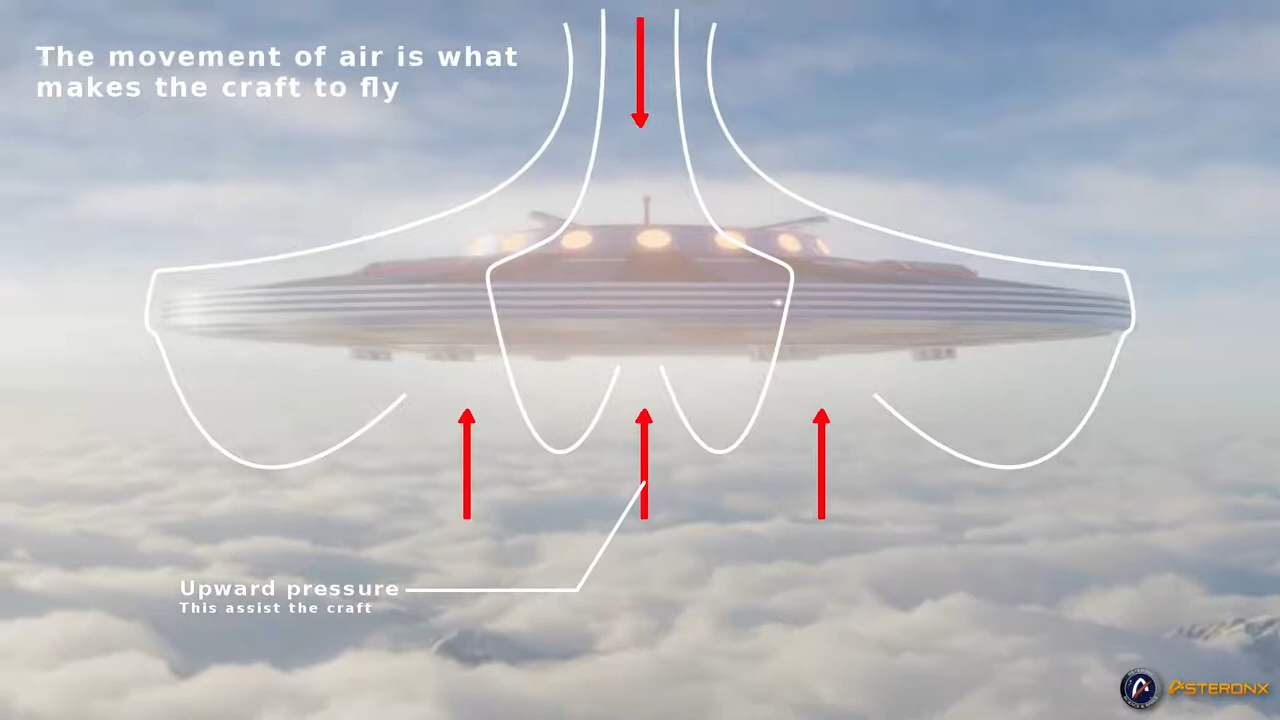 The movement of air is what
makes the craft to fly
Upward pressure
This assist the craft
ASTERONX